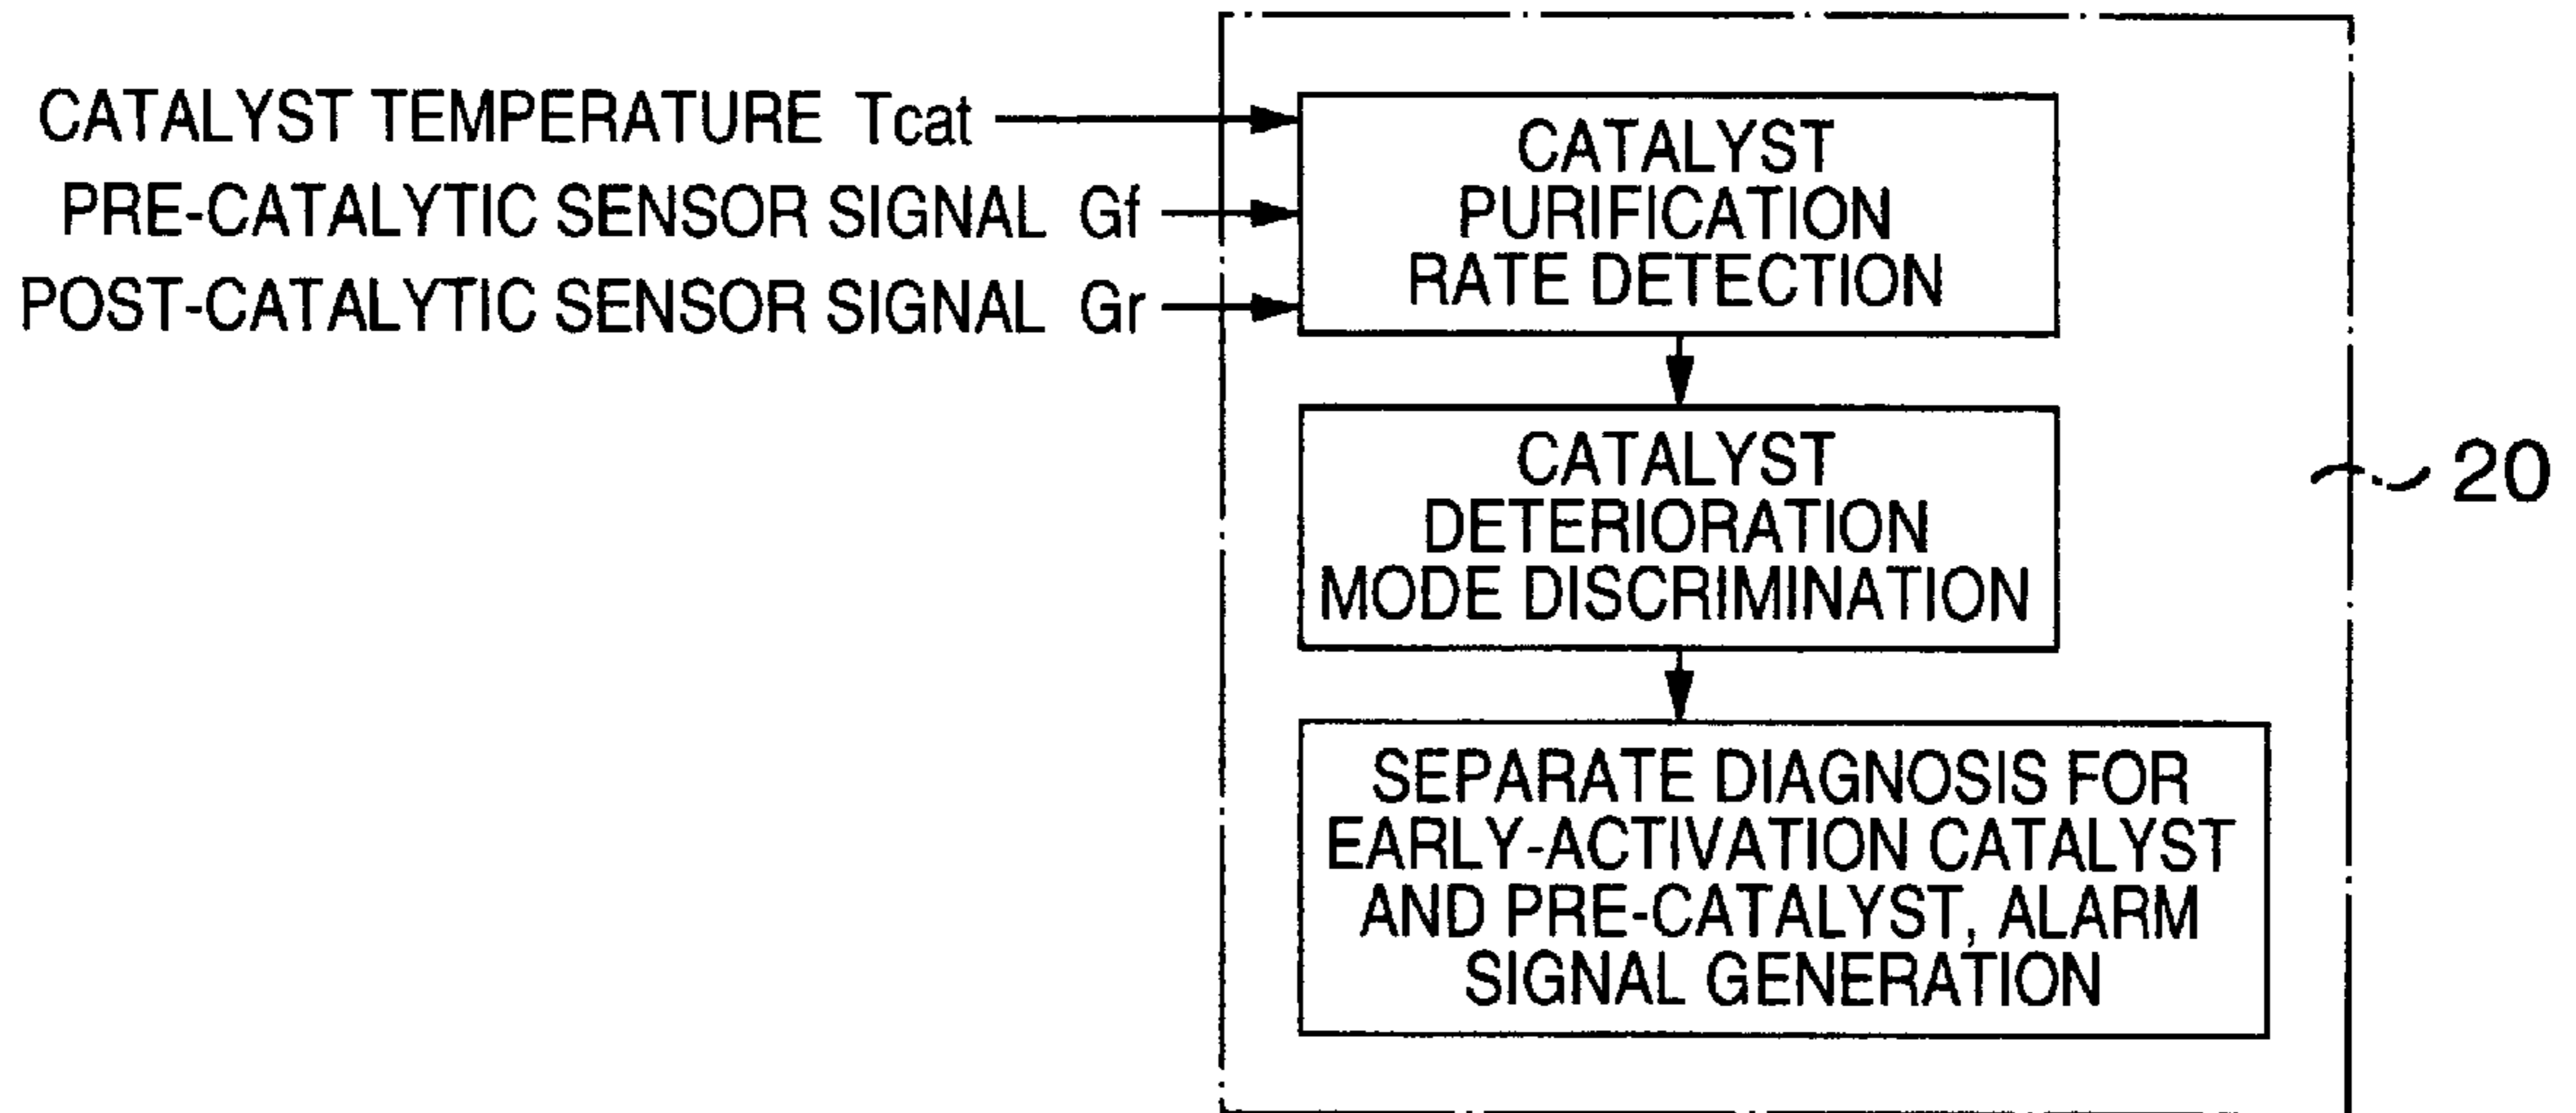 CATALYST TEMPERATURE Tcat
PRE-CATALYTIC SENSOR SIGNAL Gf
POST-CATALYTIC SENSOR SIGNAL Gr
CATALYST
PURIFICATION
RATE DETECTION
CATALYST
DETERIORATION
MODE DISCRIMINATION
20
SEPARATE DIAGNOSIS FOR
EARLY-ACTIVATION CATALYST
AND PRE-CATALYST, ALARM
SIGNAL GENERATION